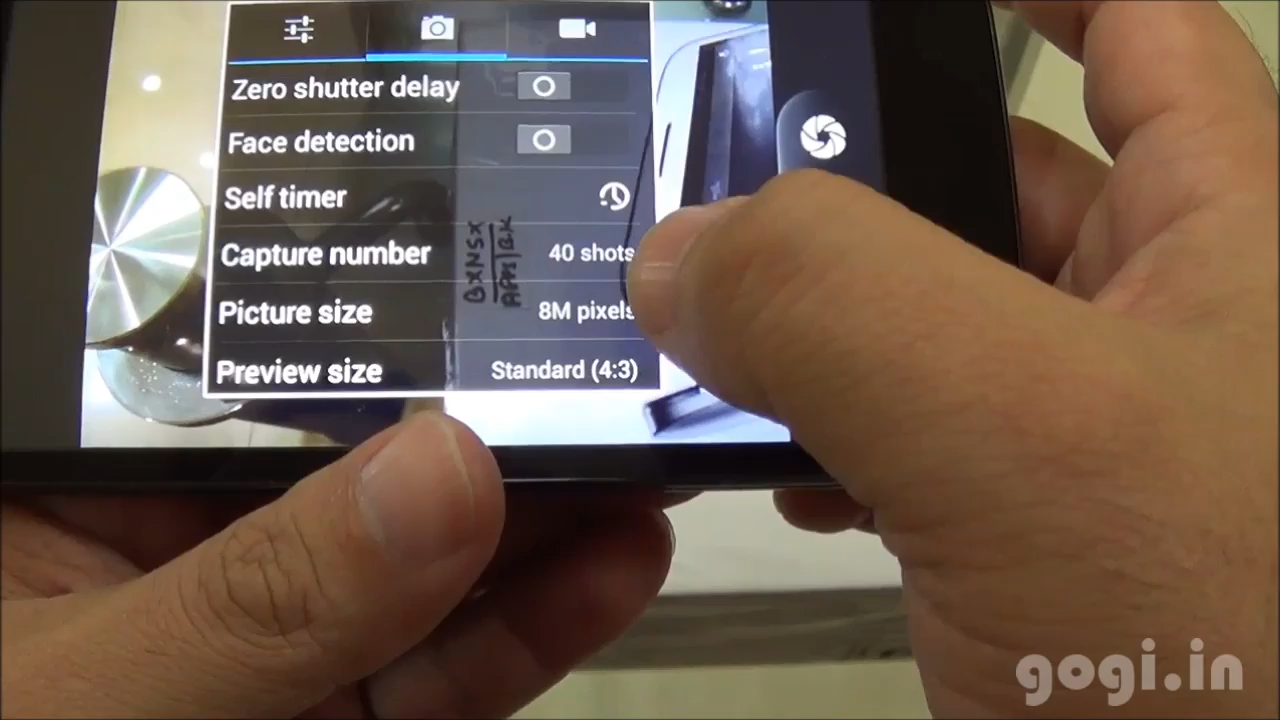 Zero shutter delay
Face detection
Self timer
Capture number 40 shots
Picture size 8M pixels
Preview size Standard (4:3)
gogi.in